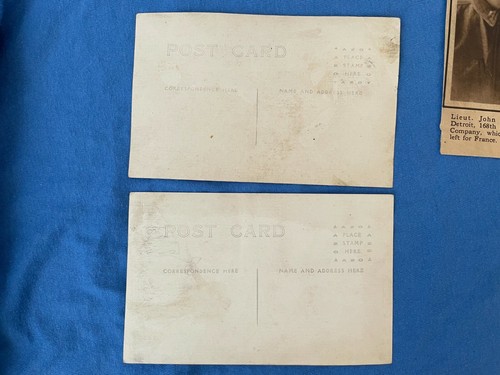 POST CARD
PLACE
STAMP
HERE
CORRESPONDENCE HERE
NAME AND ADDRESS HERE
POST CARD
PLACE
STAMP
HERE
CORRESPONDENCE HERE
NAME AND ADDRESS HERE
Lieut. John
Detroit, 168th
Company, whic
left for France.